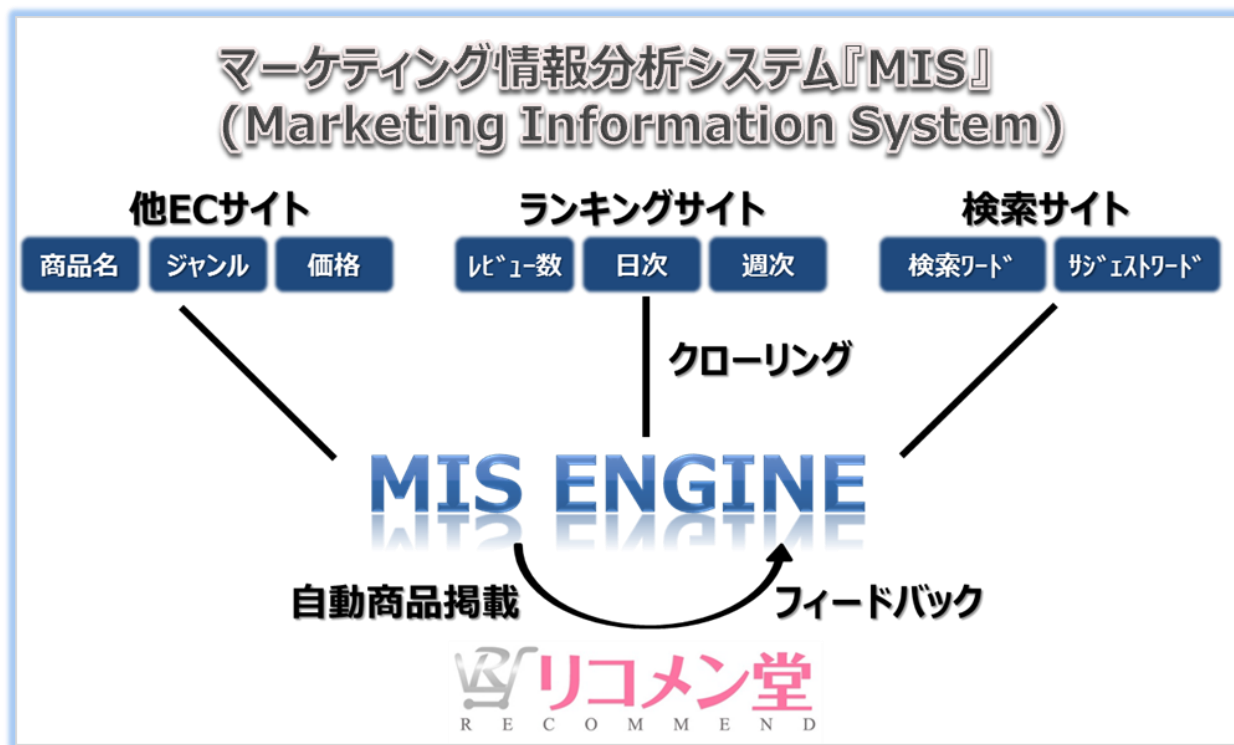 マーケティング情報分析システム『MIS』
(Marketing Information System)
他ECサイト
ランキングサイト
検索サイト
商品名
ジャンル
価格
ﾚﾋﾞｭｰ数
日次
週次
検索ﾜｰﾄﾞ
ｻｼﾞｪｽﾄﾜｰﾄﾞ
クローリング
MIS ENGINE
自動商品掲載
フィードバック
リコメン堂
RECOMMEND